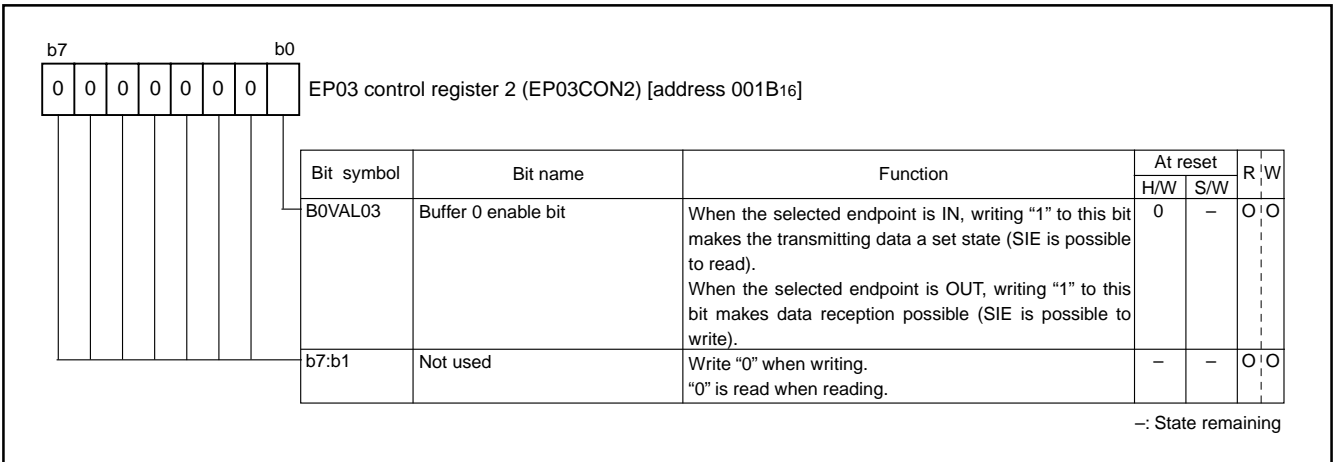 b7 b0
0 0 0 0 0 0 0
EP03 control register 2 (EP03CON2) [address 001B16]
Bit symbol Bit name Function At reset R W
H/W S/W
B0VAL03 Buffer 0 enable bit When the selected endpoint is IN, writing “1” to this bit 0 – O O
makes the transmitting data a set state (SIE is possible
to read).
When the selected endpoint is OUT, writing “1” to this
bit makes data reception possible (SIE is possible to
write).
b7:b1 Not used Write “0” when writing. – – O O
“0” is read when reading.
–: State remaining